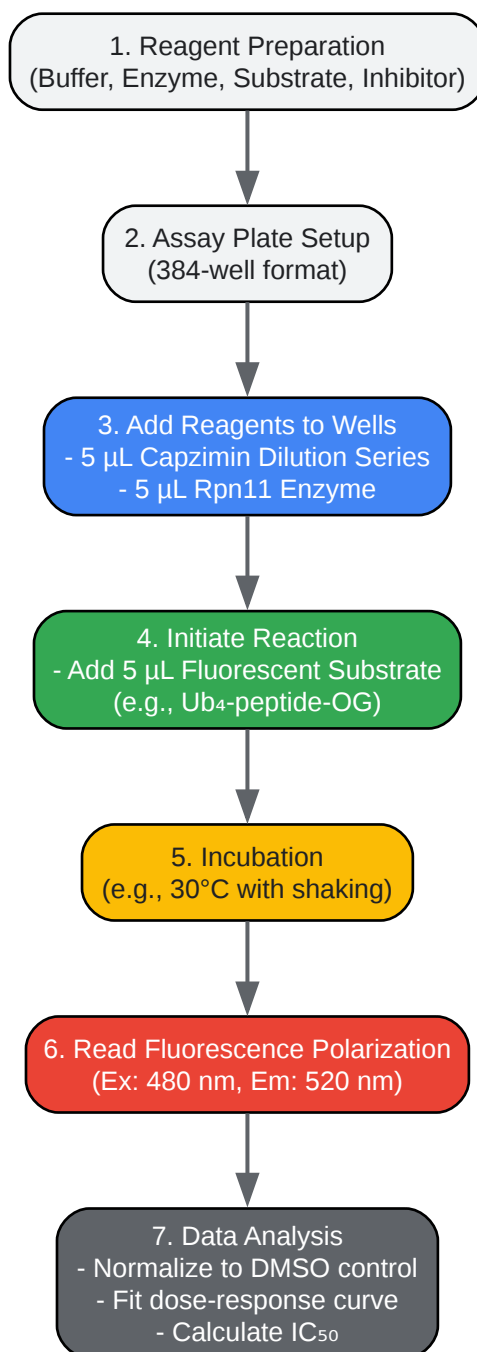 1. Reagent Preparation
(Buffer, Enzyme, Substrate, Inhibitor)
2. Assay Plate Setup
(384-well format)
3. Add Reagents to Wells
- 5 µL Capzimin Dilution Series
- 5 µL Rpn11 Enzyme
4. Initiate Reaction
- Add 5 µL Fluorescent Substrate
(e.g., Ub₄-peptide-OG)
5. Incubation
(e.g., 30°C with shaking)
6. Read Fluorescence Polarization
(Ex: 480 nm, Em: 520 nm)
7. Data Analysis
- Normalize to DMSO control
- Fit dose-response curve
- Calculate IC₅₀